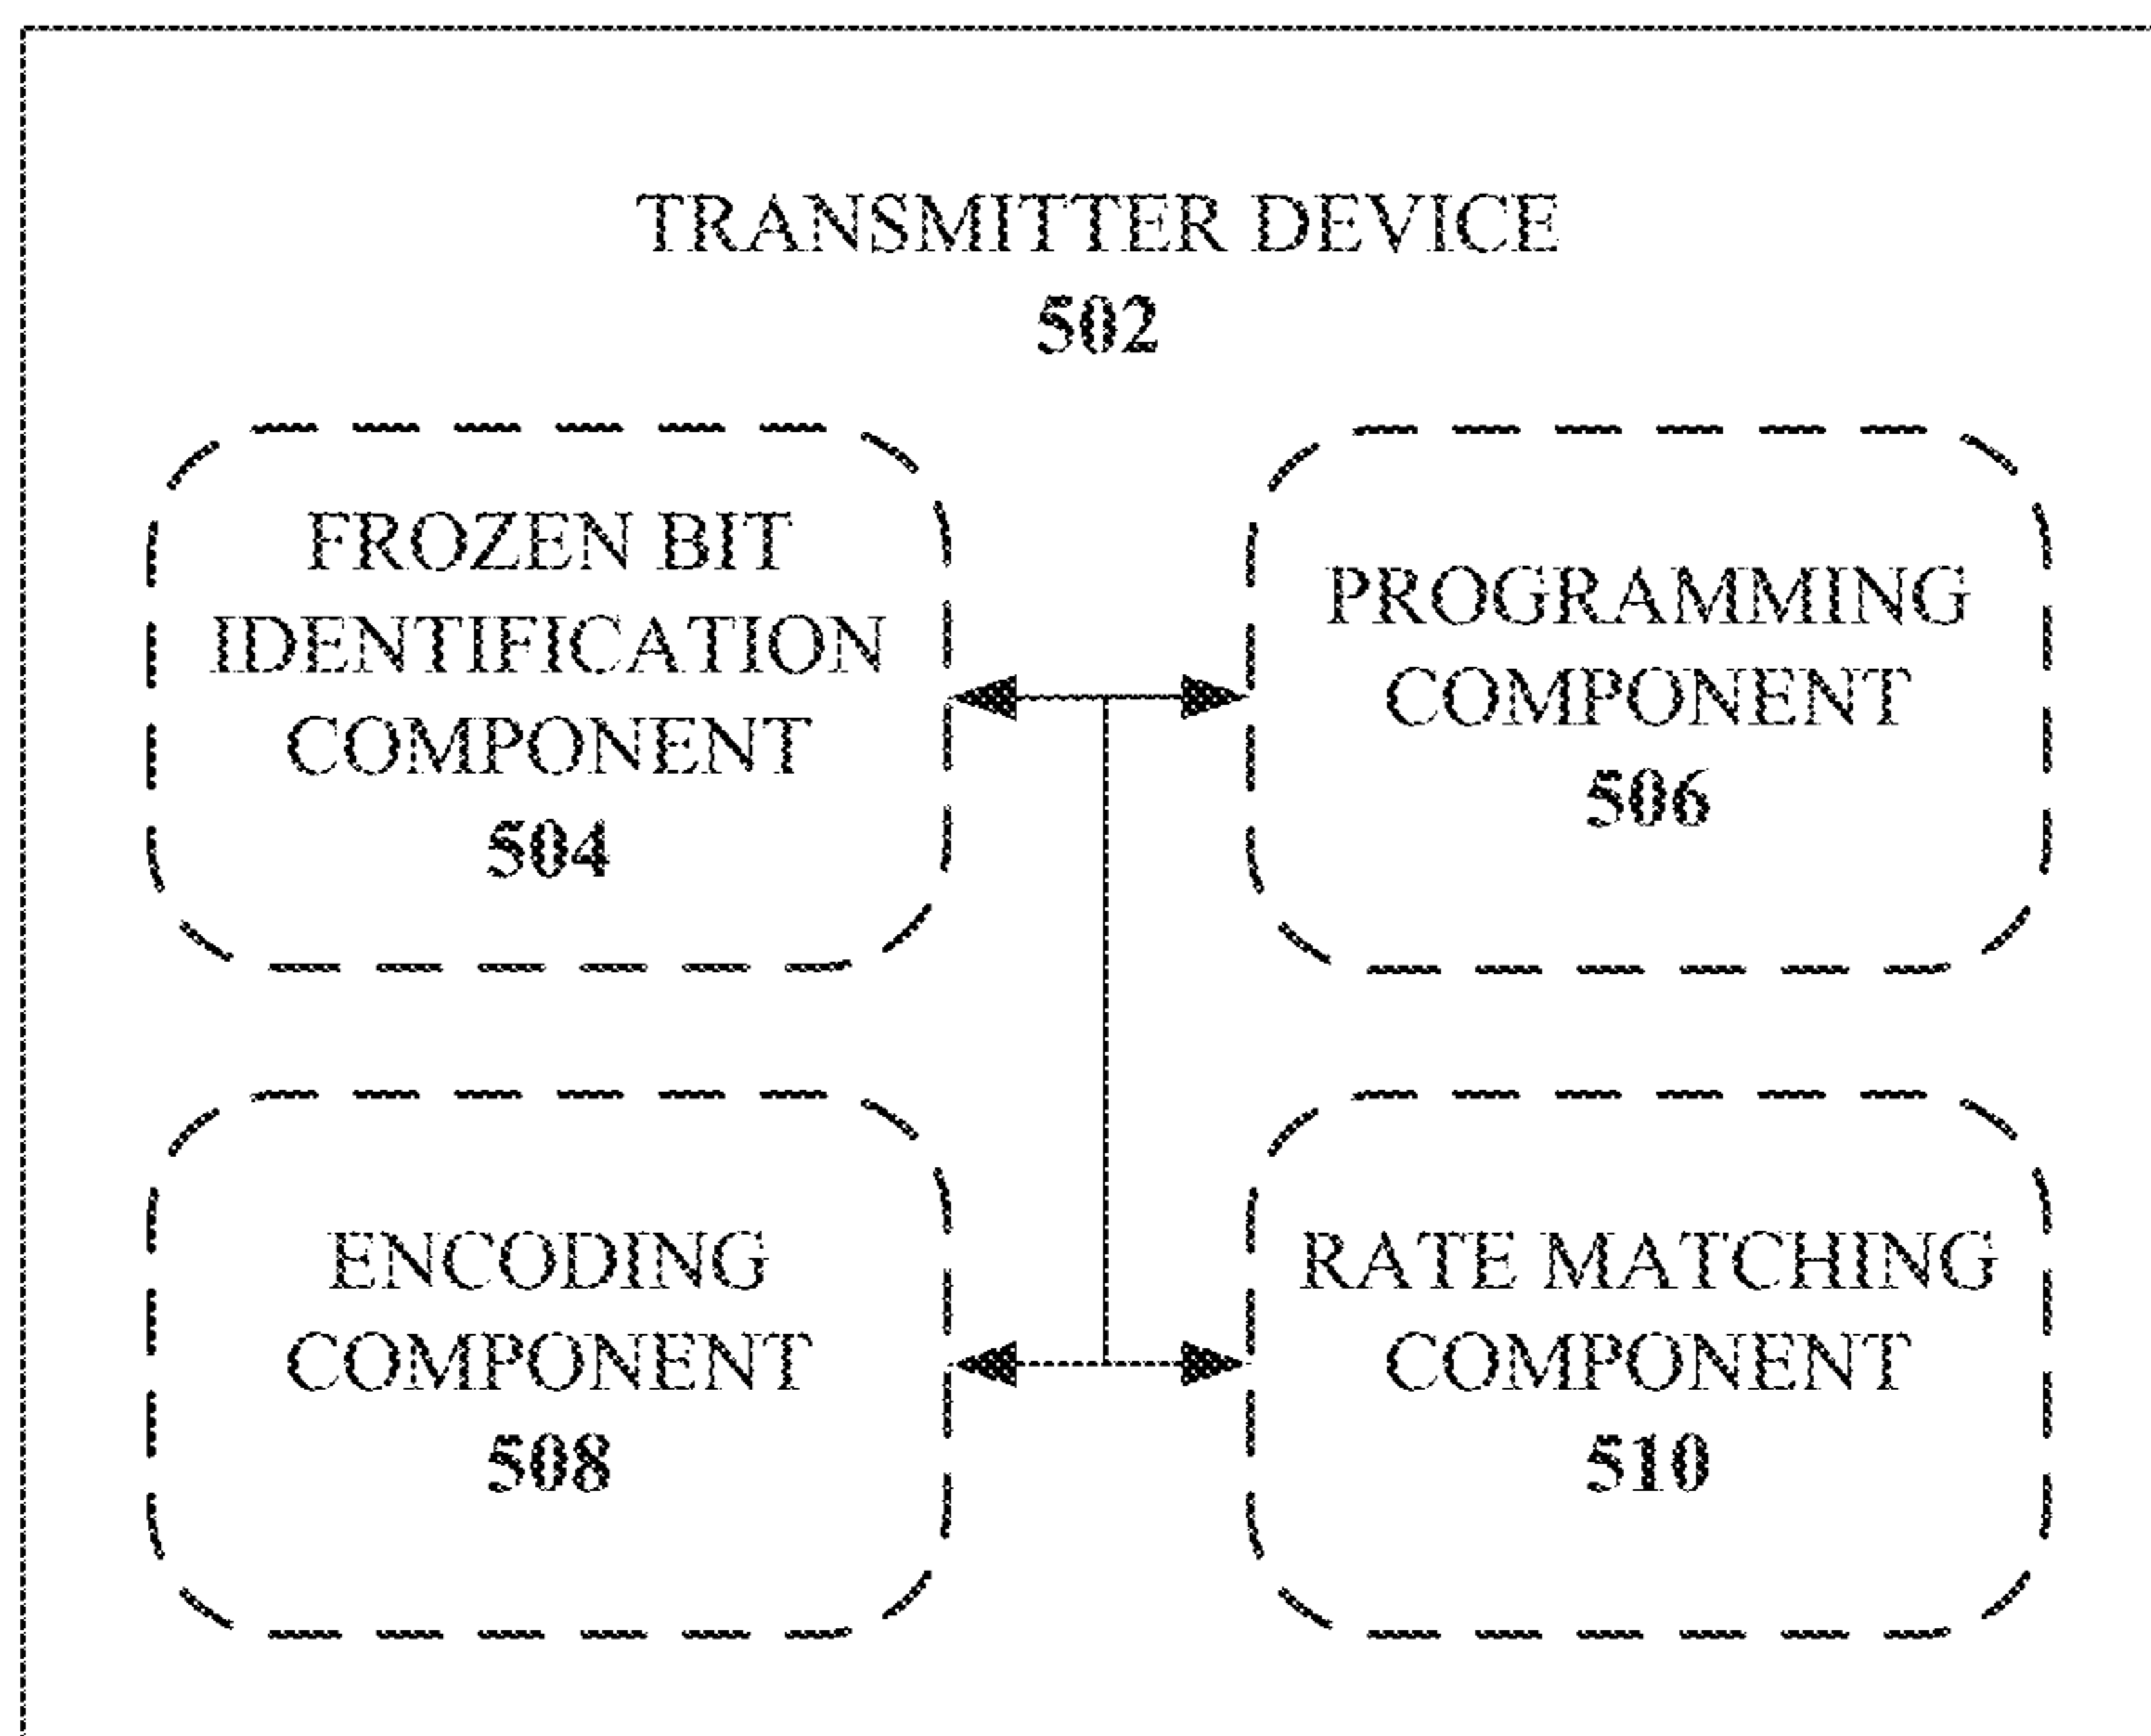 TRANSMITTER DEVICE
502
FROZEN BIT
IDENTIFICATION
COMPONENT
504
PROGRAMMING
COMPONENT
506
ENCODING
COMPONENT
508
RATE MATCHING
COMPONENT
510